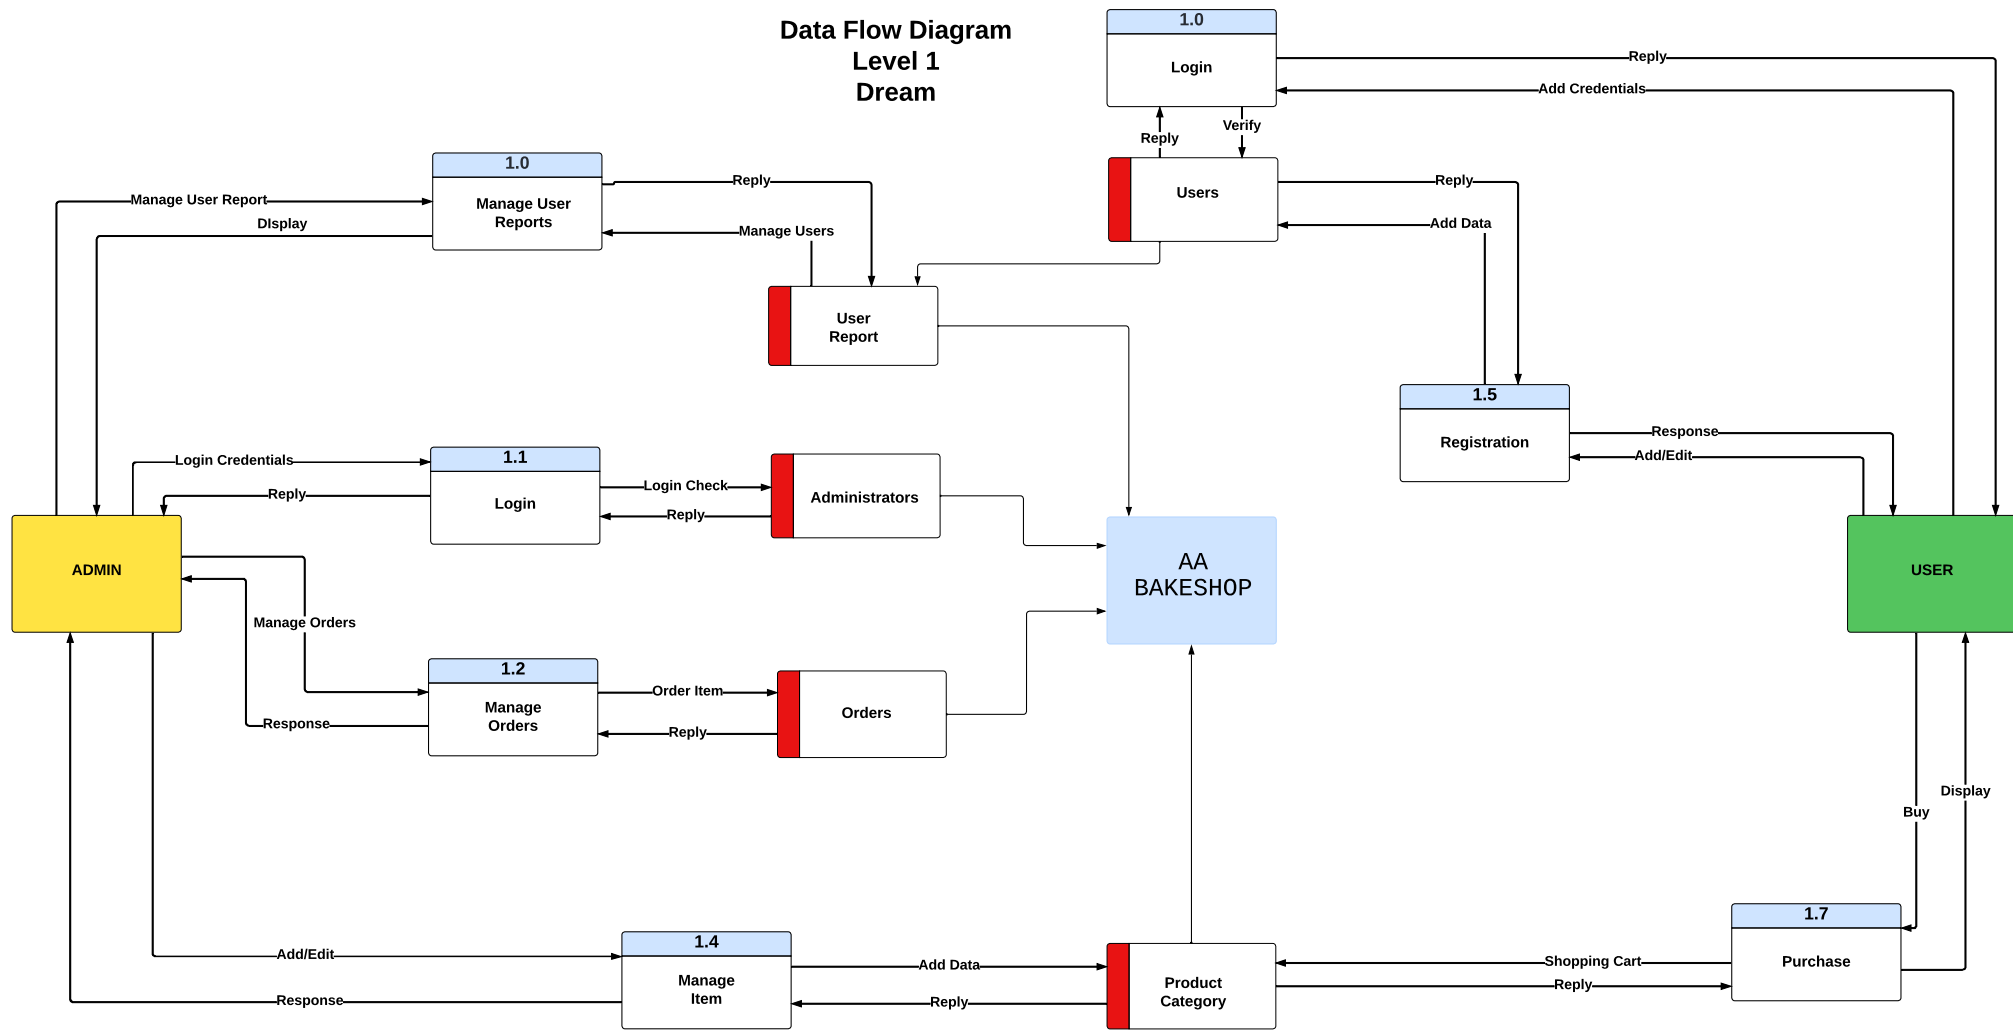 Data Flow Diagram
Level 1
Dream
1.0
Login
Reply
Add Credentials
Reply
Verify
1.0
Manage User
Reports
Manage User Report
DIsplay
Reply
Manage Users
Users
Reply
Add Data
User
Report
1.5
Registration
Response
Add/Edit
Login Credentials
Reply
1.1
Login
Login Check
Reply
Administrators
ADMIN
AA
BAKESHOP
USER
Manage Orders
Response
1.2
Manage
Orders
Order Item
Reply
Orders
Display
Buy
1.7
Purchase
Add/Edit
Response
1.4
Manage
Item
Add Data
Reply
Product
Category
Shopping Cart
Reply